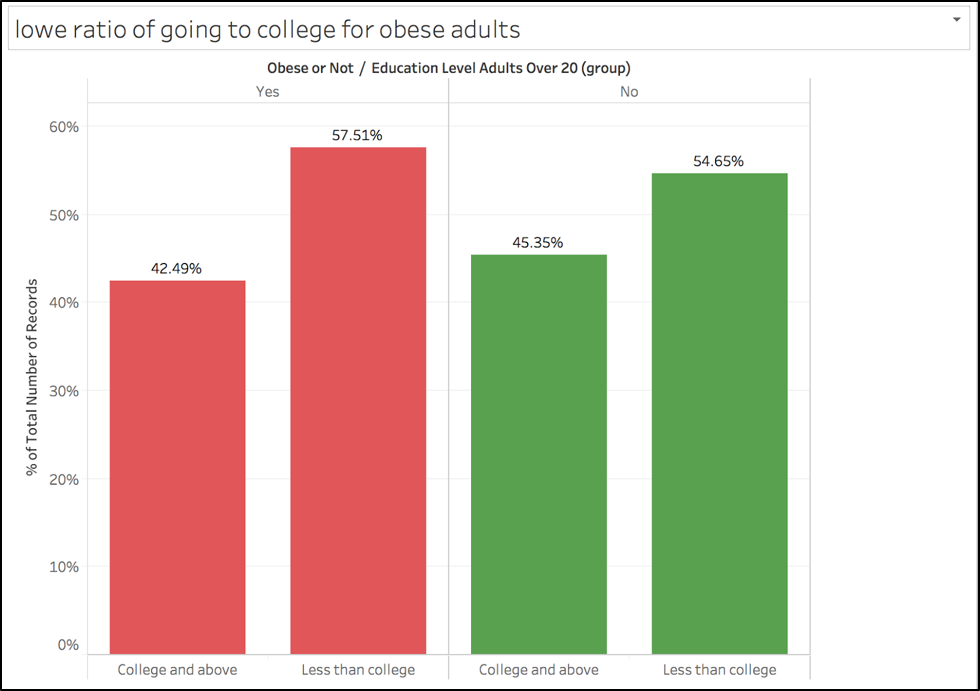 lowe ratio of going to college for obese adults
Obese or Not / Education Level Adults Over 20 (group)
Yes No
60%
50%
40%
30%
20%
10%
0%
% of Total Number of Records
42.49%
57.51%
45.35%
54.65%
College and above Less than college College and above Less than college